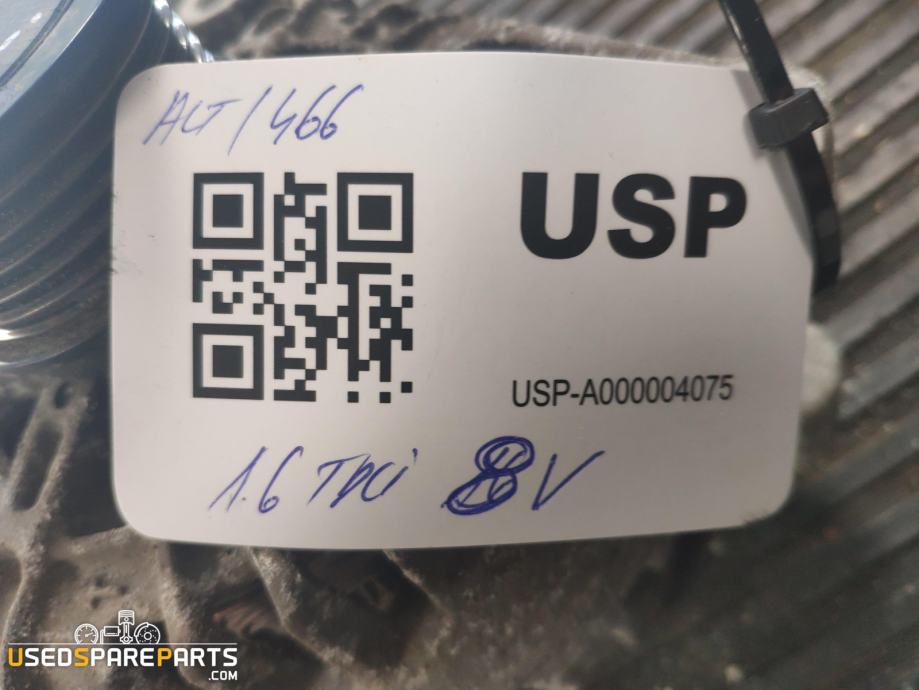 ALT/466
USP
USP-A000004075
1.6 TDCi 8V
USEDSPAREPARTS
.COM